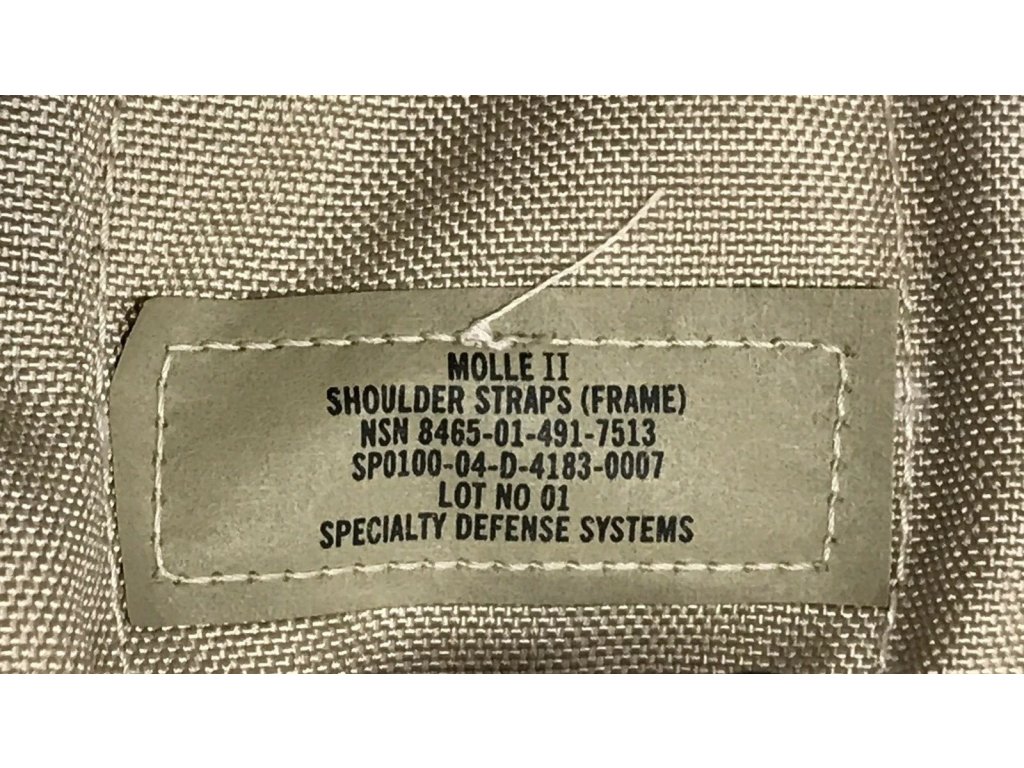 MOLLE II
SHOULDER STRAPS (FRAME)
NSN 8465-01-491-7513
SP0100-04-D-4183-0007
LOT NO 01
SPECIALTY DEFENSE SYSTEMS